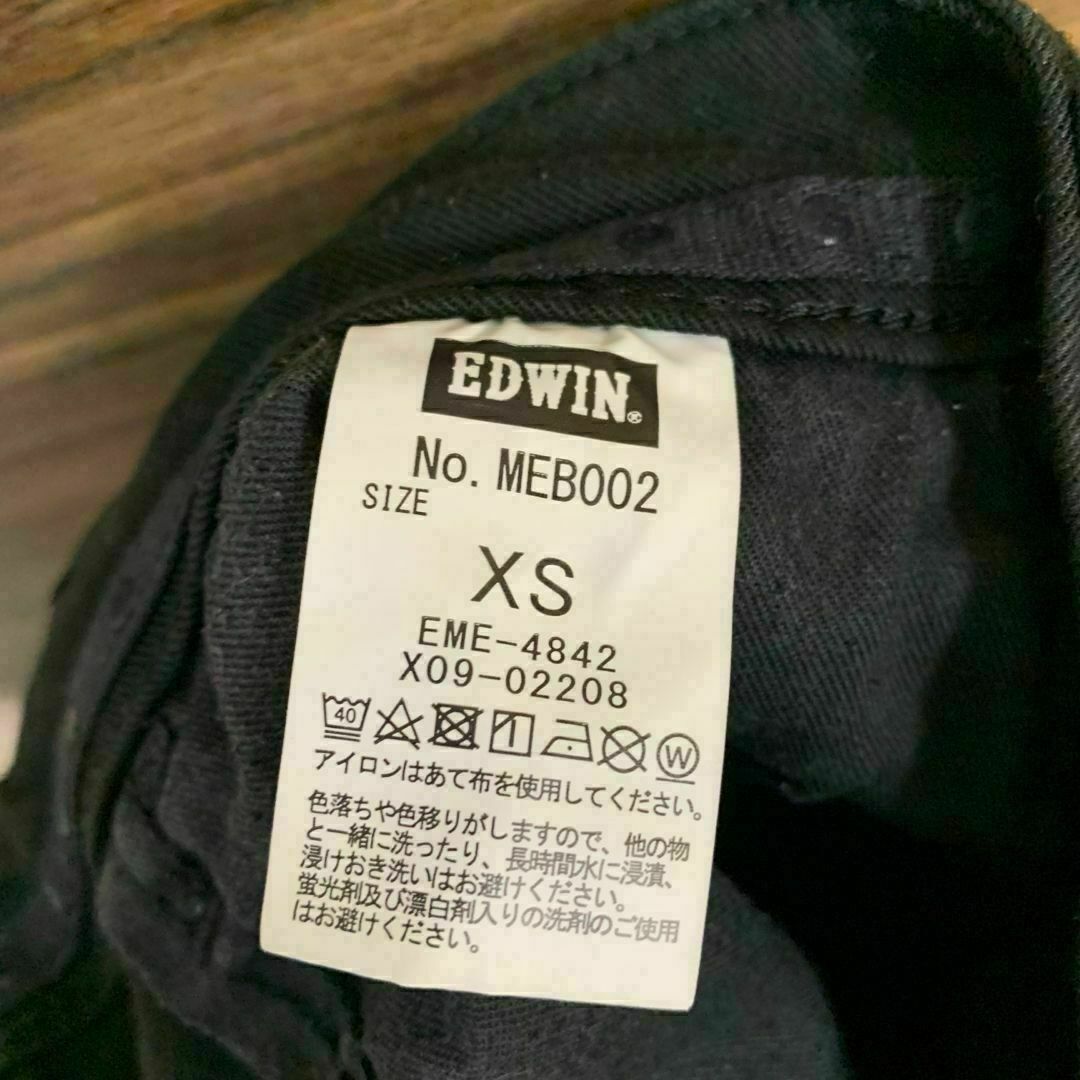 EDWIN®
No. MEB002
SIZE
XS
EME-4842
X09-02208
40 W
アイロンはあて布を使用してください。
色落ちや色移りがしますので、他の物
と一緒に洗ったり、長時間水に浸漬、
浸けおき洗いはお避けください。
蛍光剤及び漂白剤入りの洗剤のご使用
はお避けください。